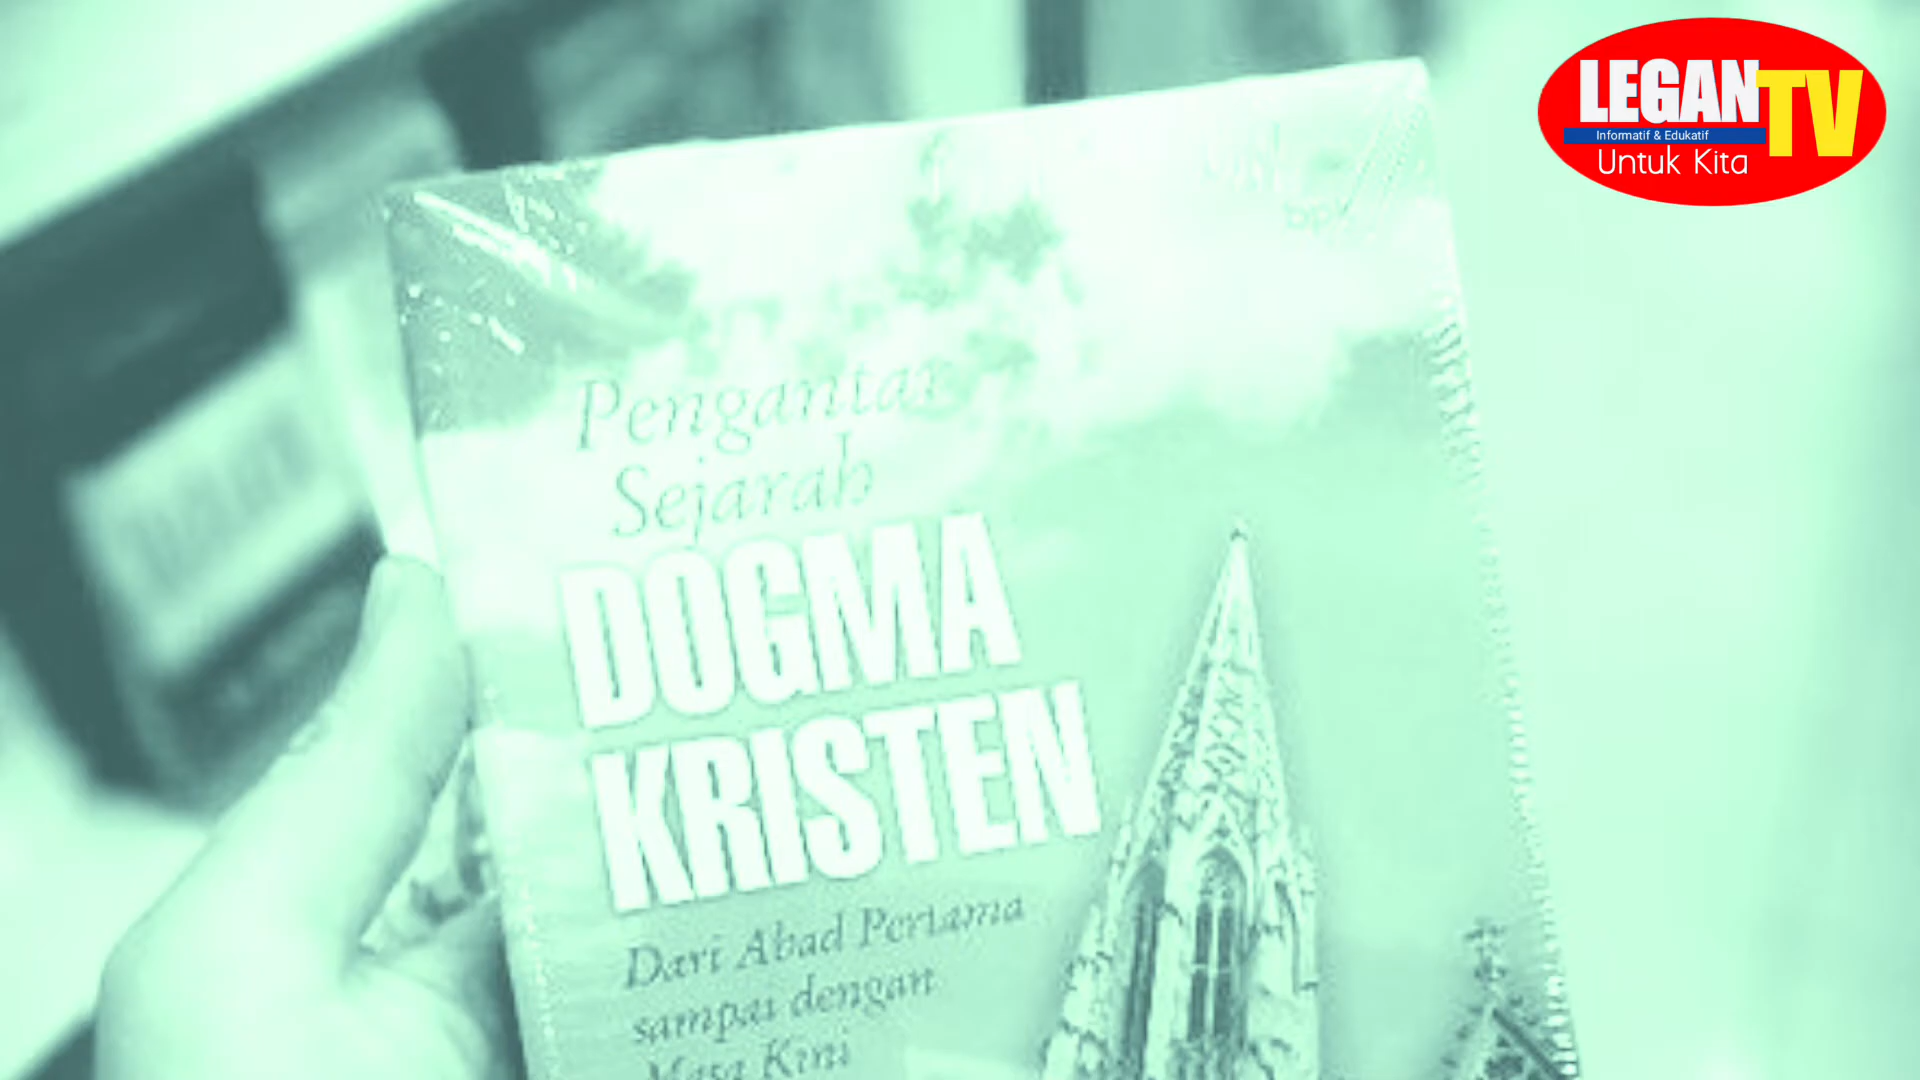 LEGAN TV
Informatif & Edukatif
Untuk Kita
Pengantar
Sejarah
DOGMA
KRISTEN
Dari Abad Pertama
sampai dengan
Masa Kini